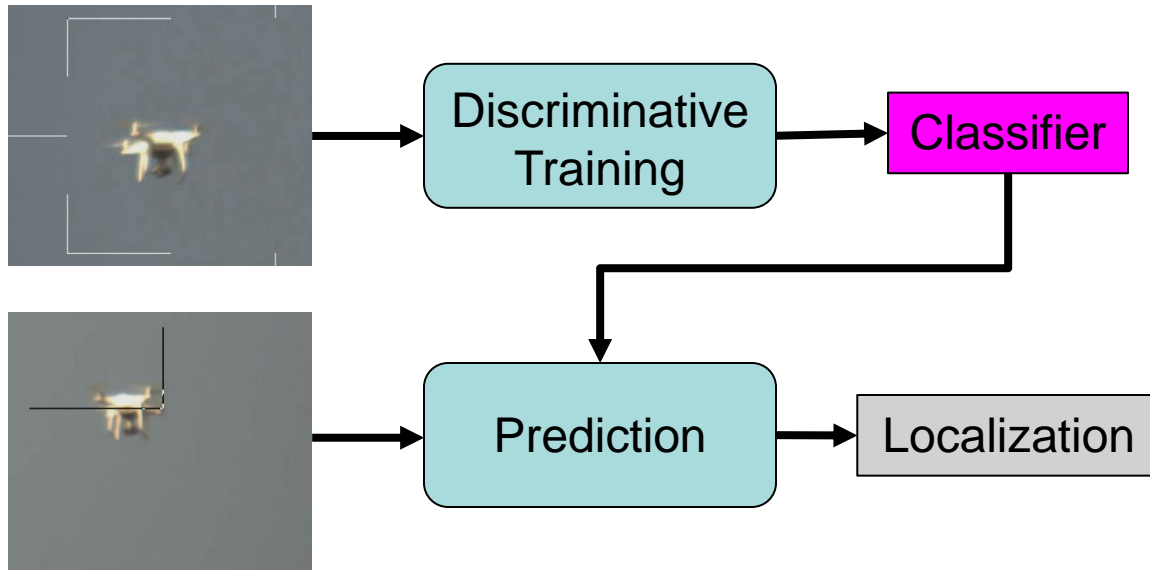 Discriminative
Training
Classifier
Prediction
Localization